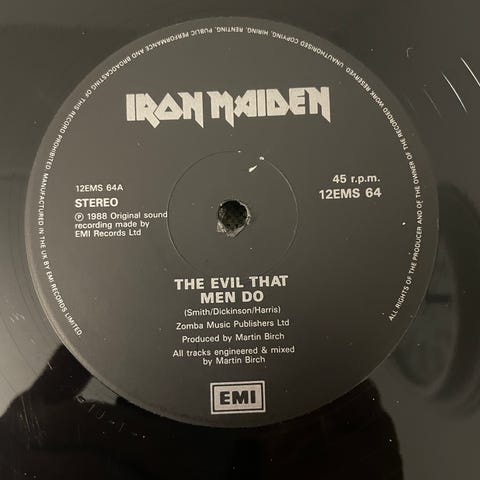 IRON MAIDEN
12EMS 64A
STEREO
℗ 1988 Original sound
recording made by
EMI Records Ltd
45 r.p.m.
12EMS 64
THE EVIL THAT
MEN DO
(Smith/Dickinson/Harris)
Zomba Music Publishers Ltd
Produced by Martin Birch
All tracks engineered & mixed
by Martin Birch
EMI
ALL RIGHTS OF THE PRODUCER AND OF THE OWNER OF THE RECORDED WORK RESERVED. UNAUTHORISED COPYING, HIRING, RENTING, PUBLIC PERFORMANCE AND BROADCASTING OF THIS RECORD PROHIBITED. MANUFACTURED IN THE UK BY EMI RECORDS LIMITED.